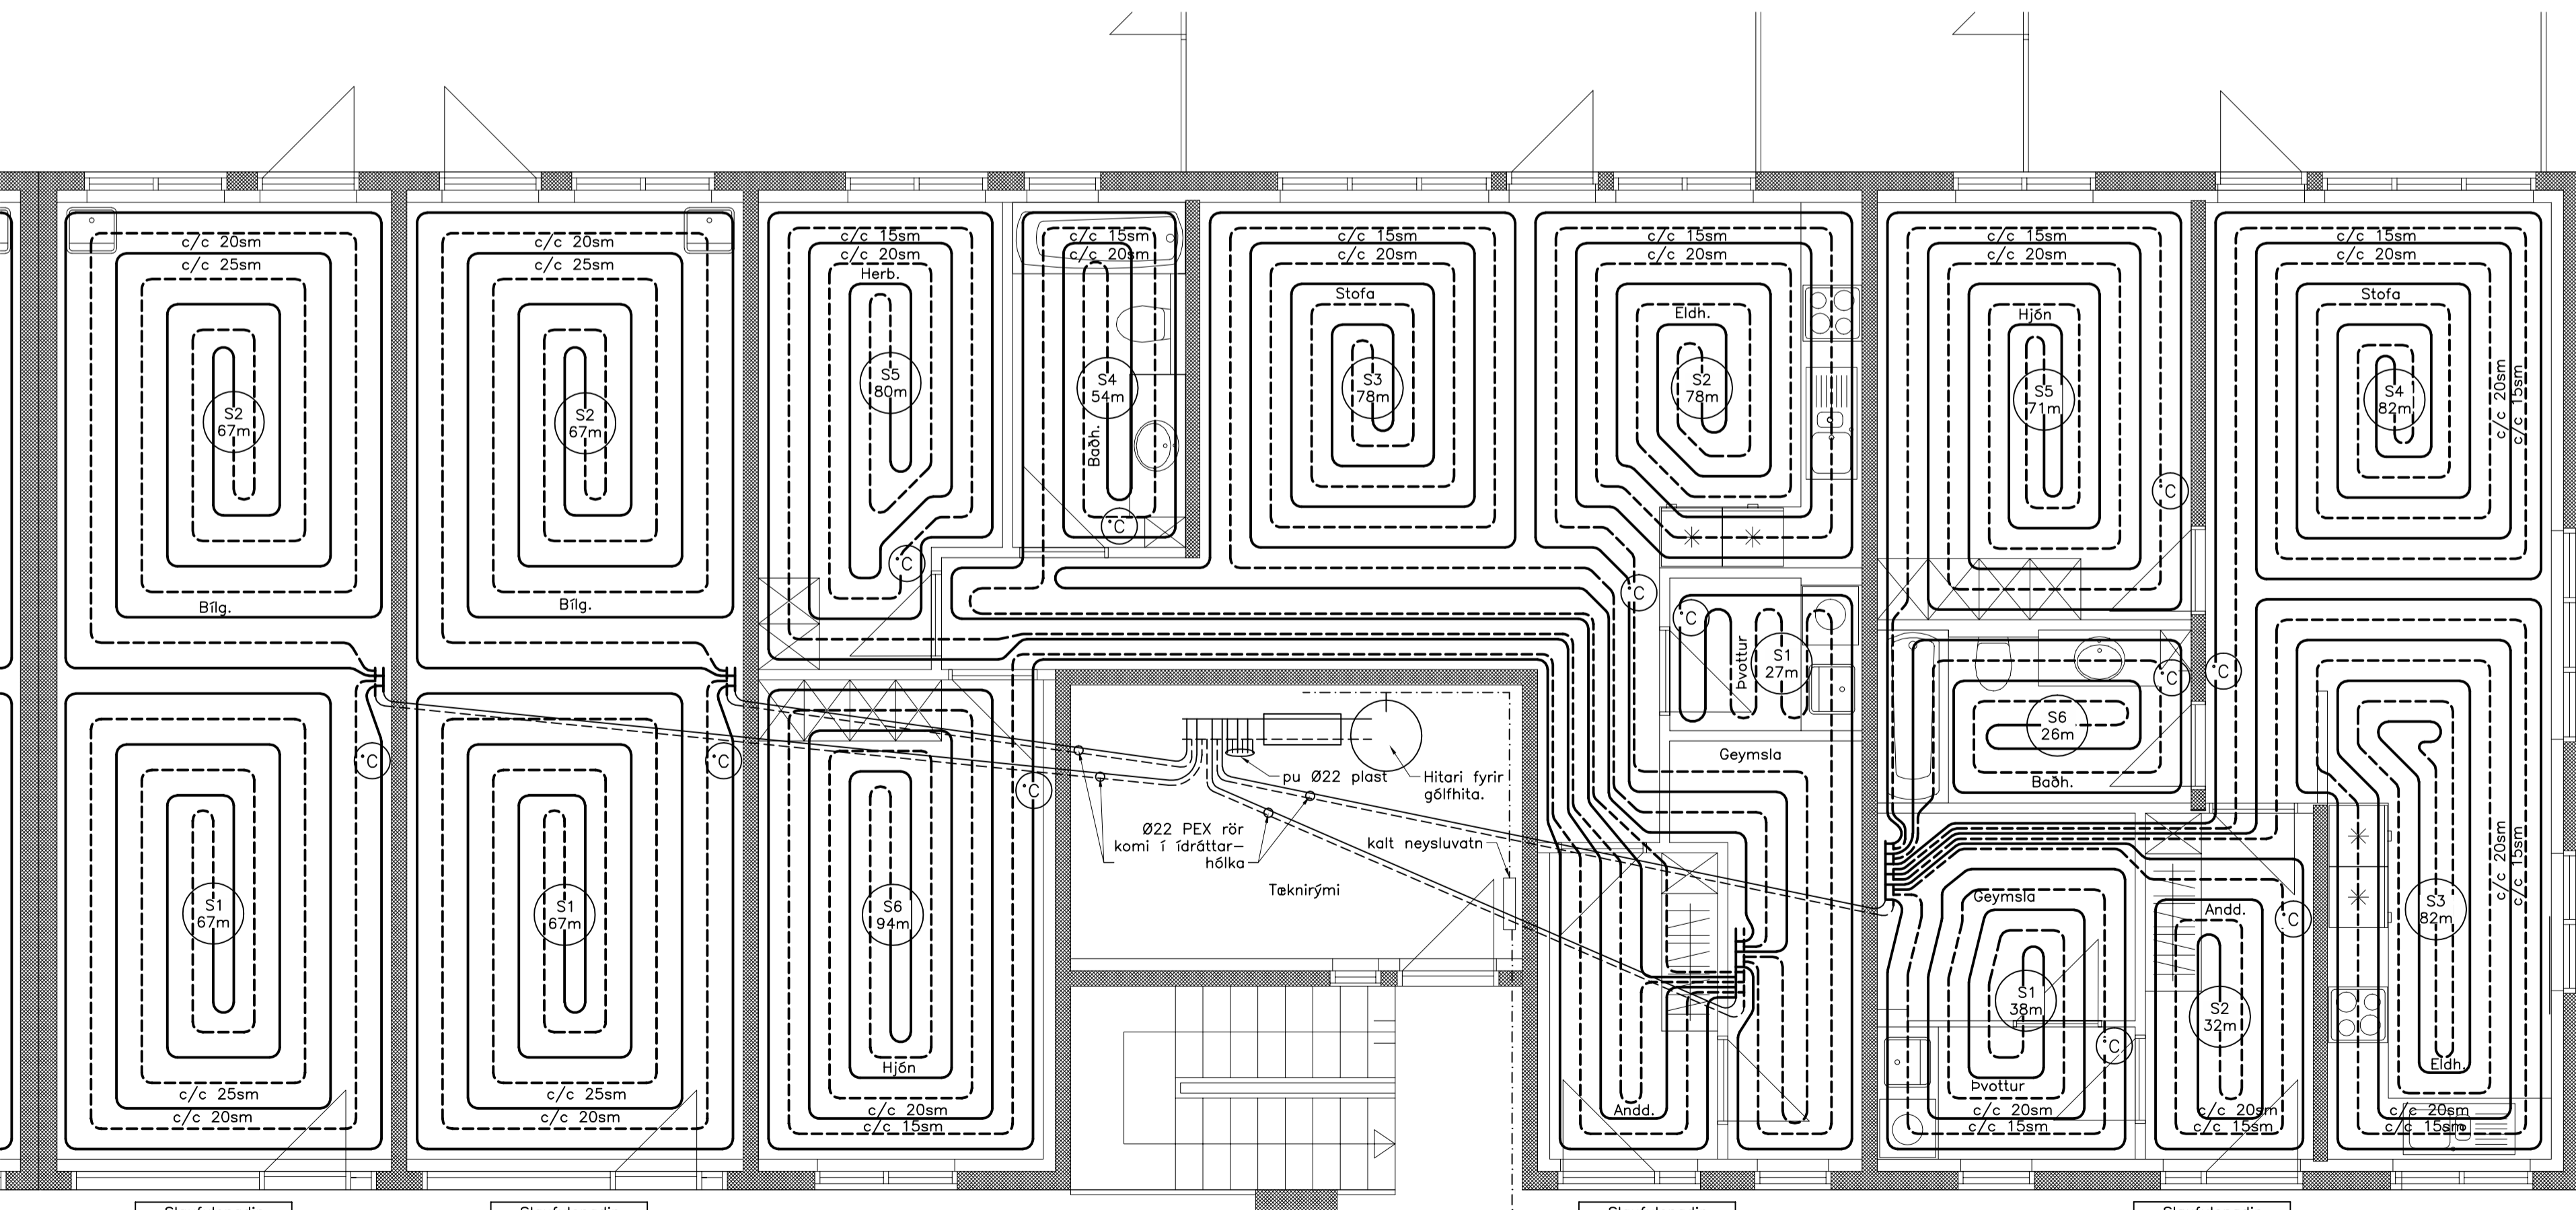 c/c 20sm
c/c 25sm
S2
67m
Bílg.
S1
67m
c/c 25sm
c/c 20sm
°C
c/c 20sm
c/c 25sm
S2
67m
Bílg.
S1
67m
c/c 25sm
c/c 20sm
°C
c/c 15sm
c/c 20sm
Herb.
S5
80m
°C
S6
94m
Hjón
c/c 20sm
c/c 15sm
°C
c/c 15sm
c/c 20sm
S4
54m
Baðh.
°C
c/c 15sm
c/c 20sm
Stofa
S3
78m
c/c 15sm
c/c 20sm
Eldh.
S2
78m
°C
°C
Þvottur
S1
27m
Geymsla
pu Ø22 plast
Hitari fyrir
gólfhita.
Ø22 PEX rör
komi í ídráttar-
hólka
kalt neysluvatn
Tæknirými
Andd.
c/c 15sm
c/c 20sm
Hjón
S5
71m
°C
S6
26m
Baðh.
°C
°C
c/c 15sm
c/c 20sm
Stofa
S4
82m
c/c 20sm
c/c 15sm
Geymsla
S1
38m
Þvottur
c/c 20sm
c/c 15sm
°C
Andd.
S2
32m
c/c 20sm
c/c 15sm
°C
S3
82m
c/c 20sm
c/c 15sm
Eldh.
c/c 20sm
c/c 15sm